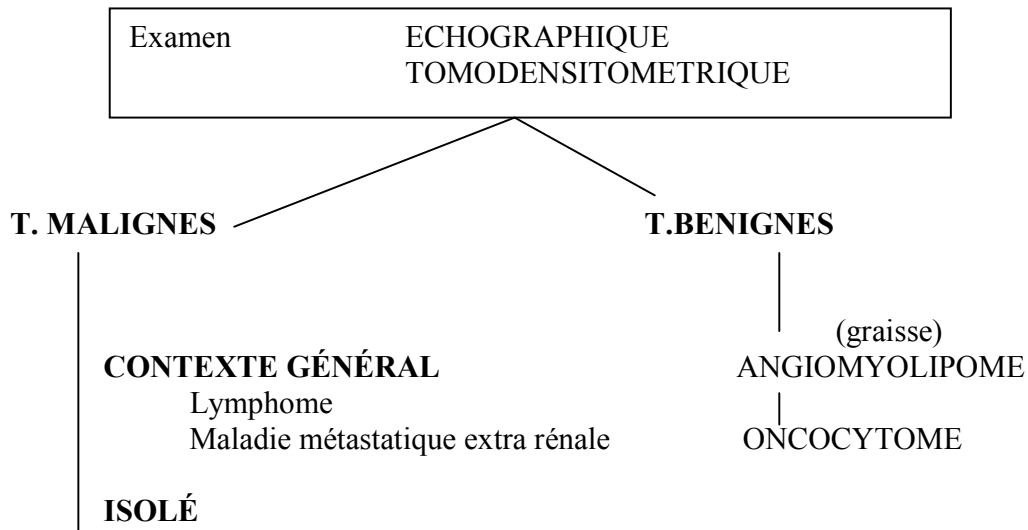 Examen ECHOGRAPHIQUE
TOMODENSITOMETRIQUE
T. MALIGNES T.BENIGNES
(graisse)
CONTEXTE GÉNÉRAL ANGIOMYOLIPOME
Lymphome
Maladie métastatique extra rénale ONCOCYTOME
ISOLÉ